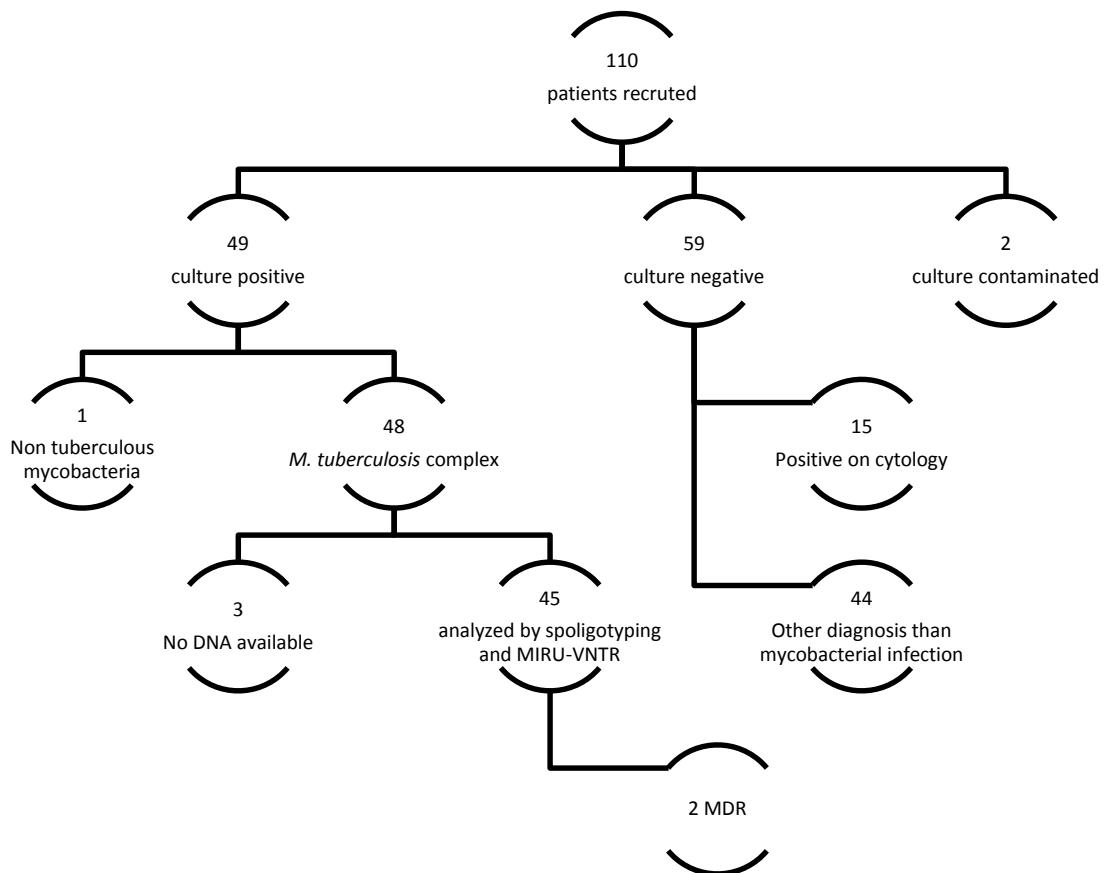 110
patients recruted
49
culture positive
59
culture negative
2
culture contaminated
1
Non tuberculous
mycobacteria
48
M. tuberculosis complex
15
Positive on cytology
3
No DNA available
45
analyzed by spoligotyping
and MIRU-VNTR
44
Other diagnosis than
mycobacterial infection
2 MDR